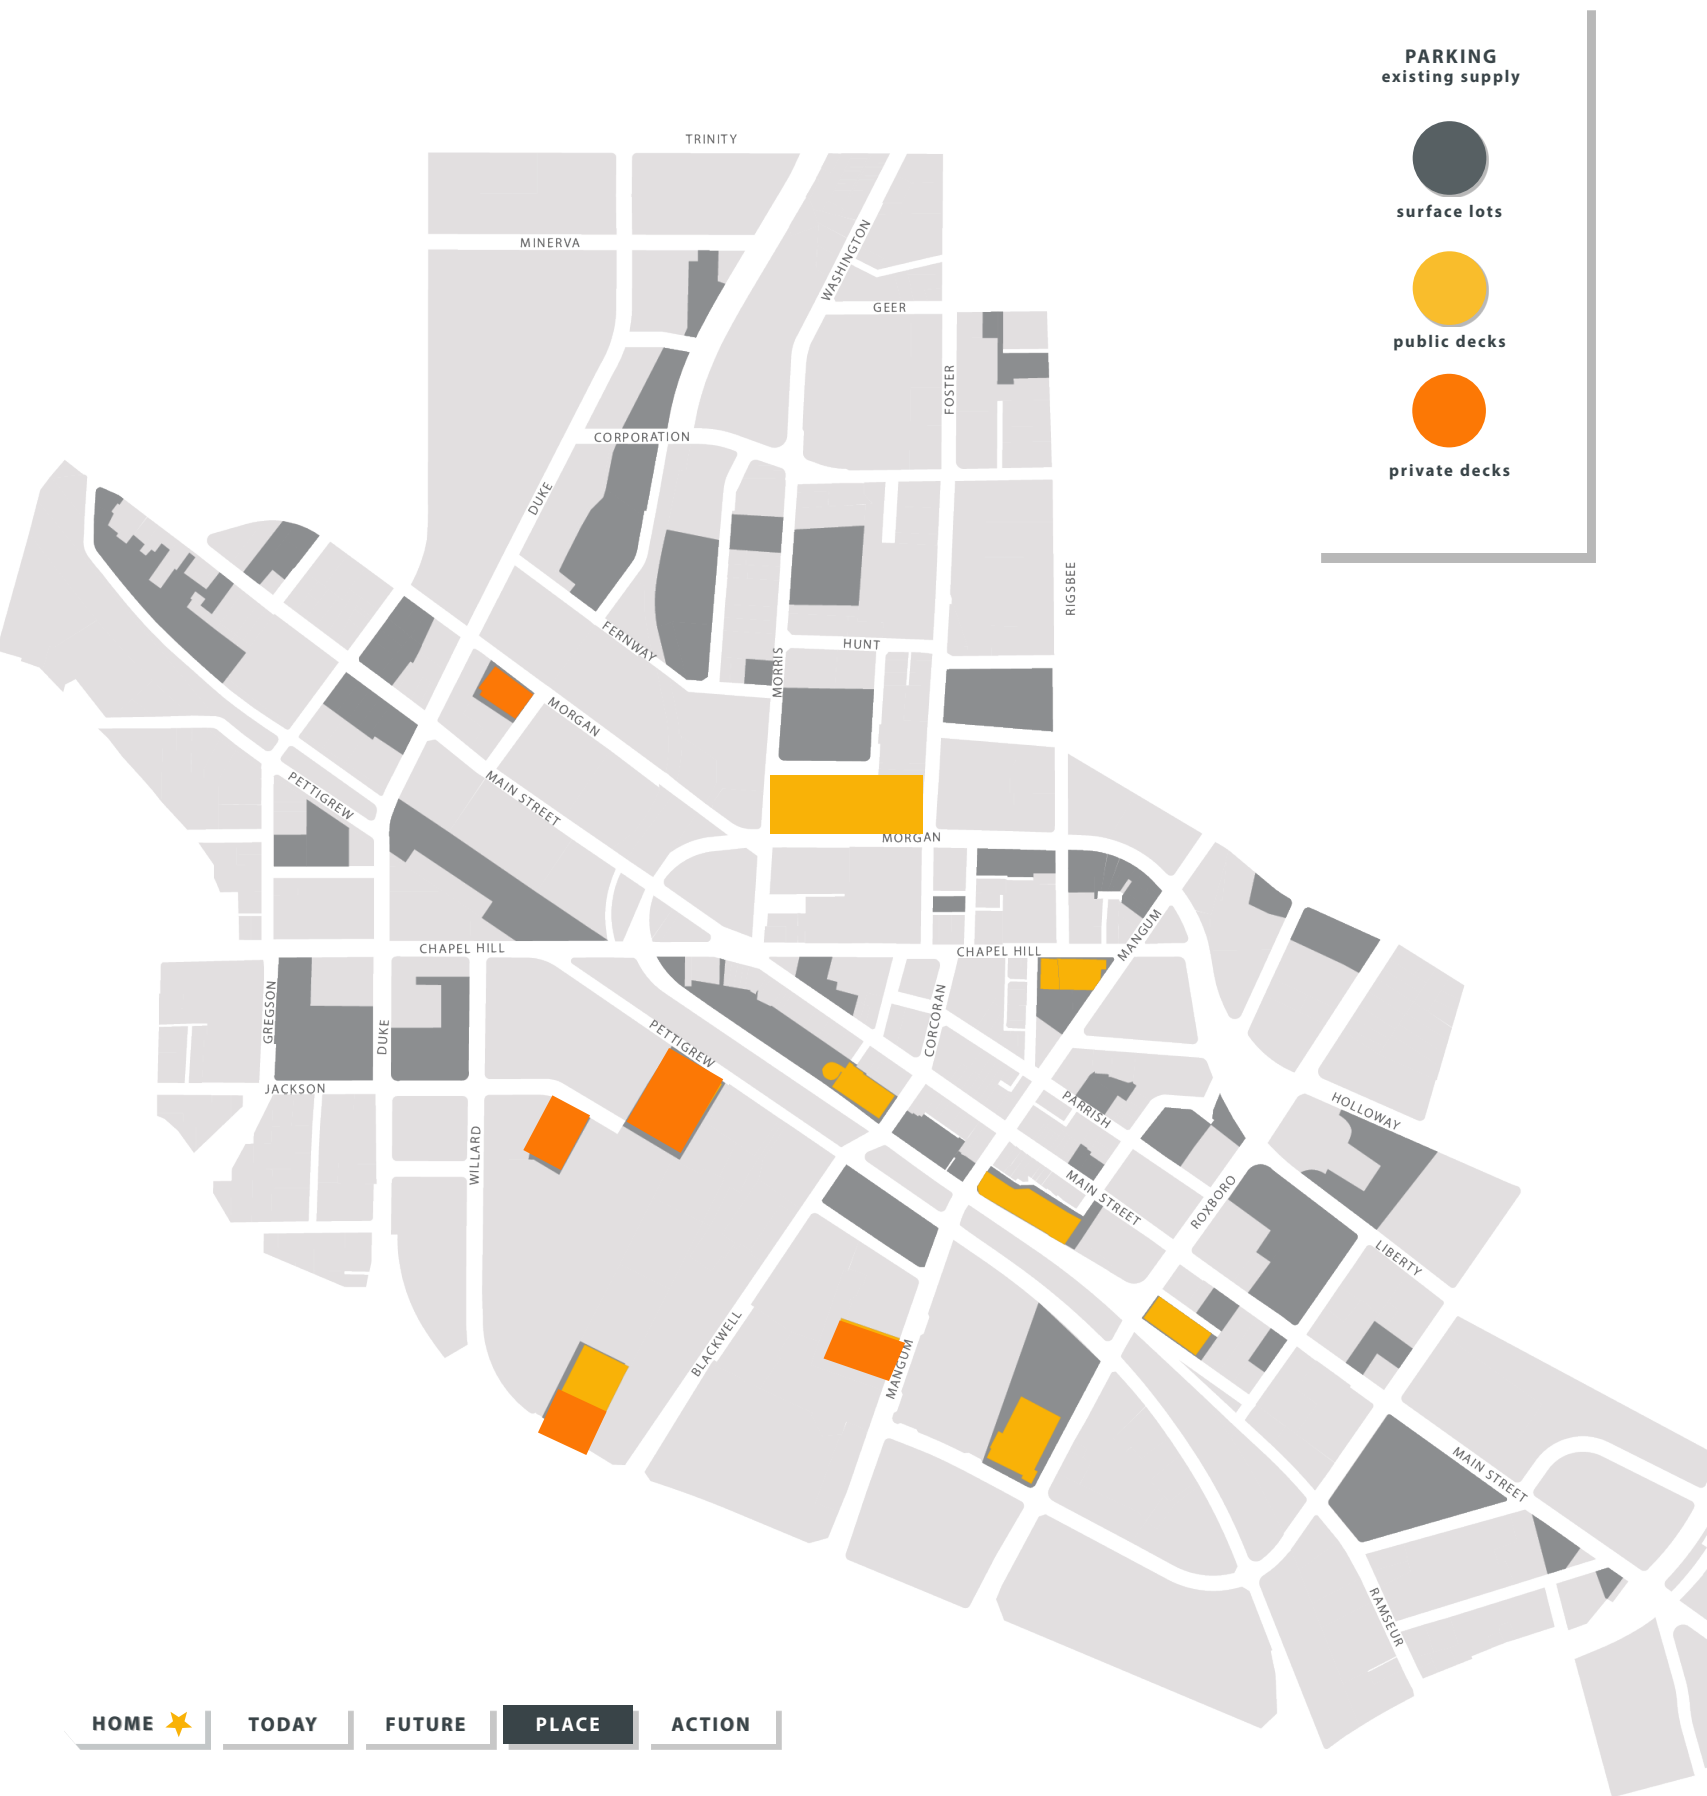 PARKING
existing supply
surface lots
public decks
private decks
TRINITY
MINERVA
WASHINGTON
GEER
FOSTER
CORPORATION
DUKE
RIGSBEE
FERNWAY
HUNT
MORRIS
MORGAN
MAIN STREET
PETTIGREW
MORGAN
MANGUM
CHAPEL HILL
CHAPEL HILL
GREGSON
DUKE
CORCORAN
PETTIGREW
JACKSON
PARRISH
HOLLOWAY
WILLARD
MAIN STREET
ROXBORO
LIBERTY
BLACKWELL
MANGUM
MAIN STREET
RAMSEUR
HOME
TODAY
FUTURE
PLACE
ACTION